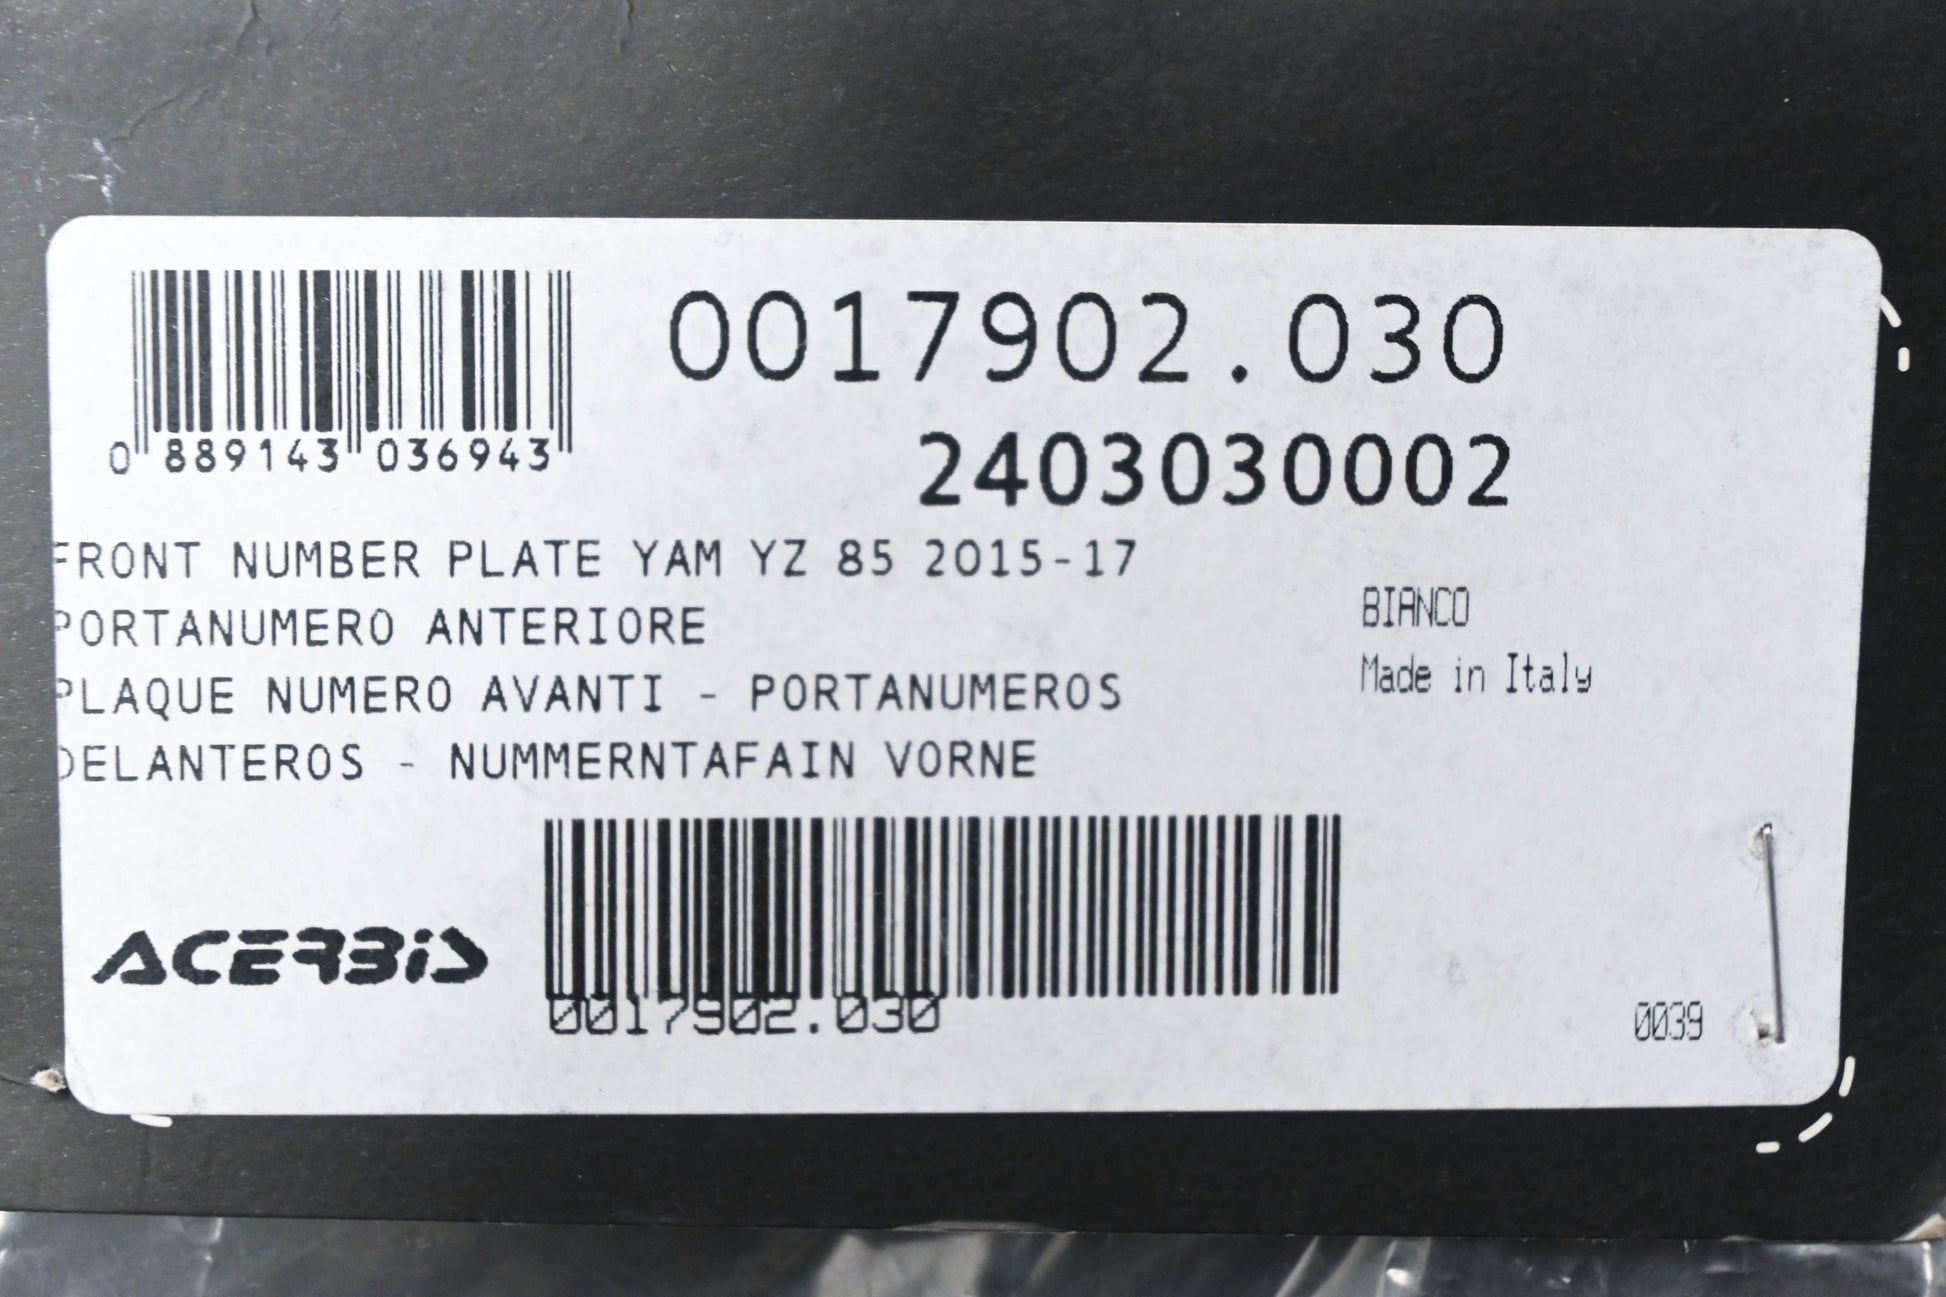 0017902.030
0 889143 036943
2403030002
FRONT NUMBER PLATE YAM YZ 85 2015-17
PORTANUMERO ANTERIORE
BIANCO
PLAQUE NUMERO AVANTI - PORTANUMEROS
Made in Italy
DELANTEROS - NUMMERNTAFAIN VORNE
ACERBIS
0017902.030
0039